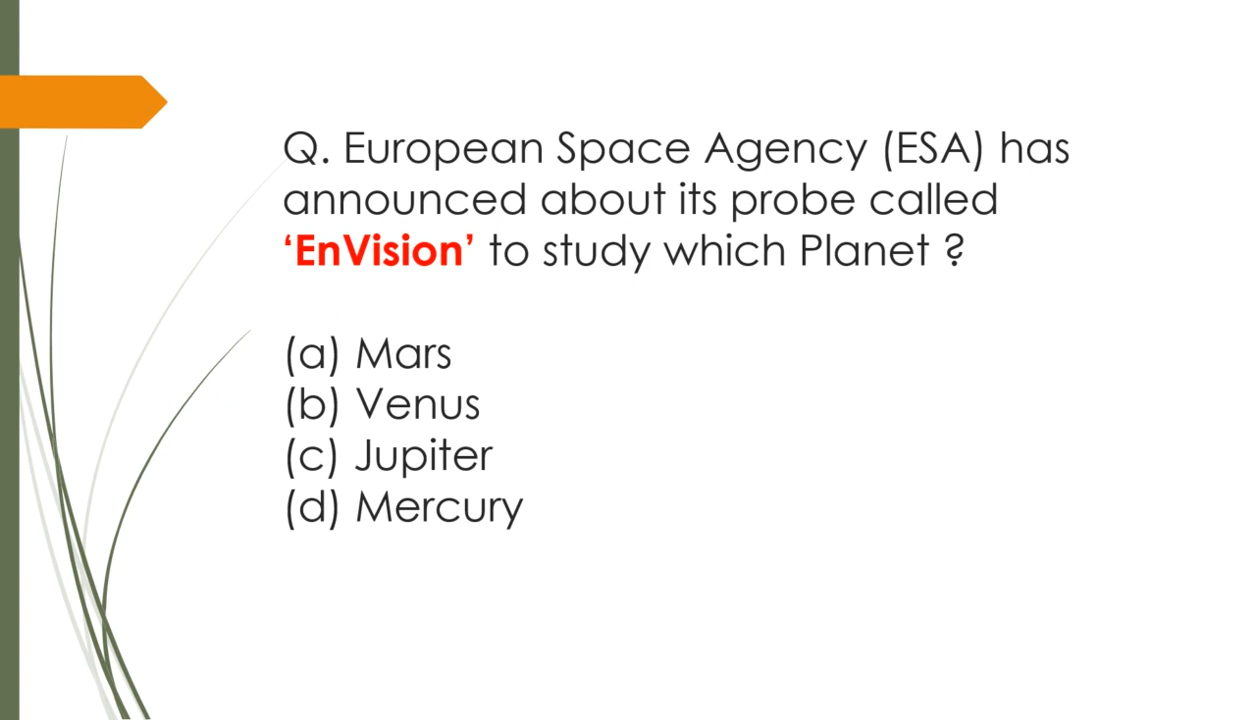 Q. European Space Agency (ESA) has
announced about its probe called
‘EnVision’ to study which Planet ?
(a) Mars
(b) Venus
(c) Jupiter
(d) Mercury